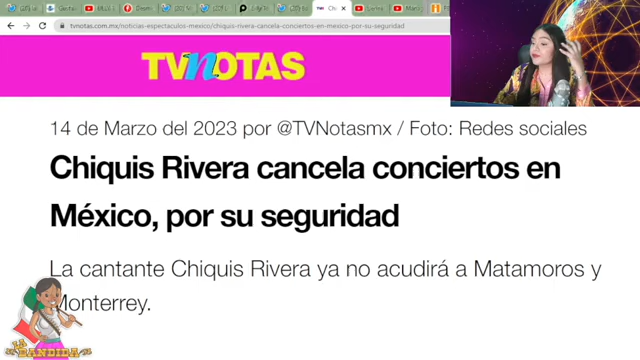 tvnotas.com.mx/noticias-espectaculos-mexico/chiquis-rivera-cancela-conciertos-en-mexico-por-su-seguridad
TVnOTAS
14 de Marzo del 2023 por @TVNotasmx / Foto: Redes sociales
Chiquis Rivera cancela conciertos en
México, por su seguridad
La cantante Chiquis Rivera ya no acudirá a Matamoros y
Monterrey.
LA
BANDIDA